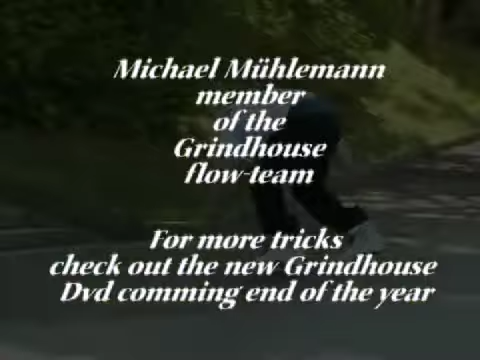 Michael Mühlemann
member
of the
Grindhouse
flow-team
For more tricks
check out the new Grindhouse
Dvd comming end of the year